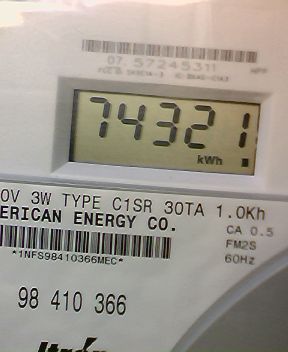 07. 57245311
74321
kWh
0V 3W TYPE C1SR 30TA 1.0Kh
ERICAN ENERGY CO.
CA 0.5
FM2S
*1NFS98410366MEC*
60Hz
98 410 366
Itron